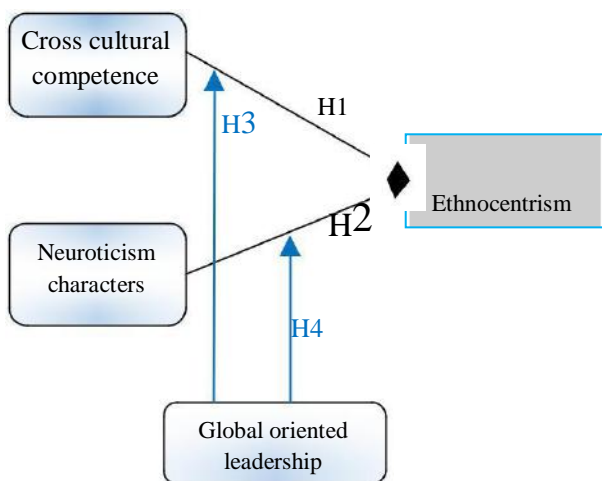 Cross cultural
competence
H1
H3
Ethnocentrism
H2
Neuroticism
characters
H4
Global oriented
leadership